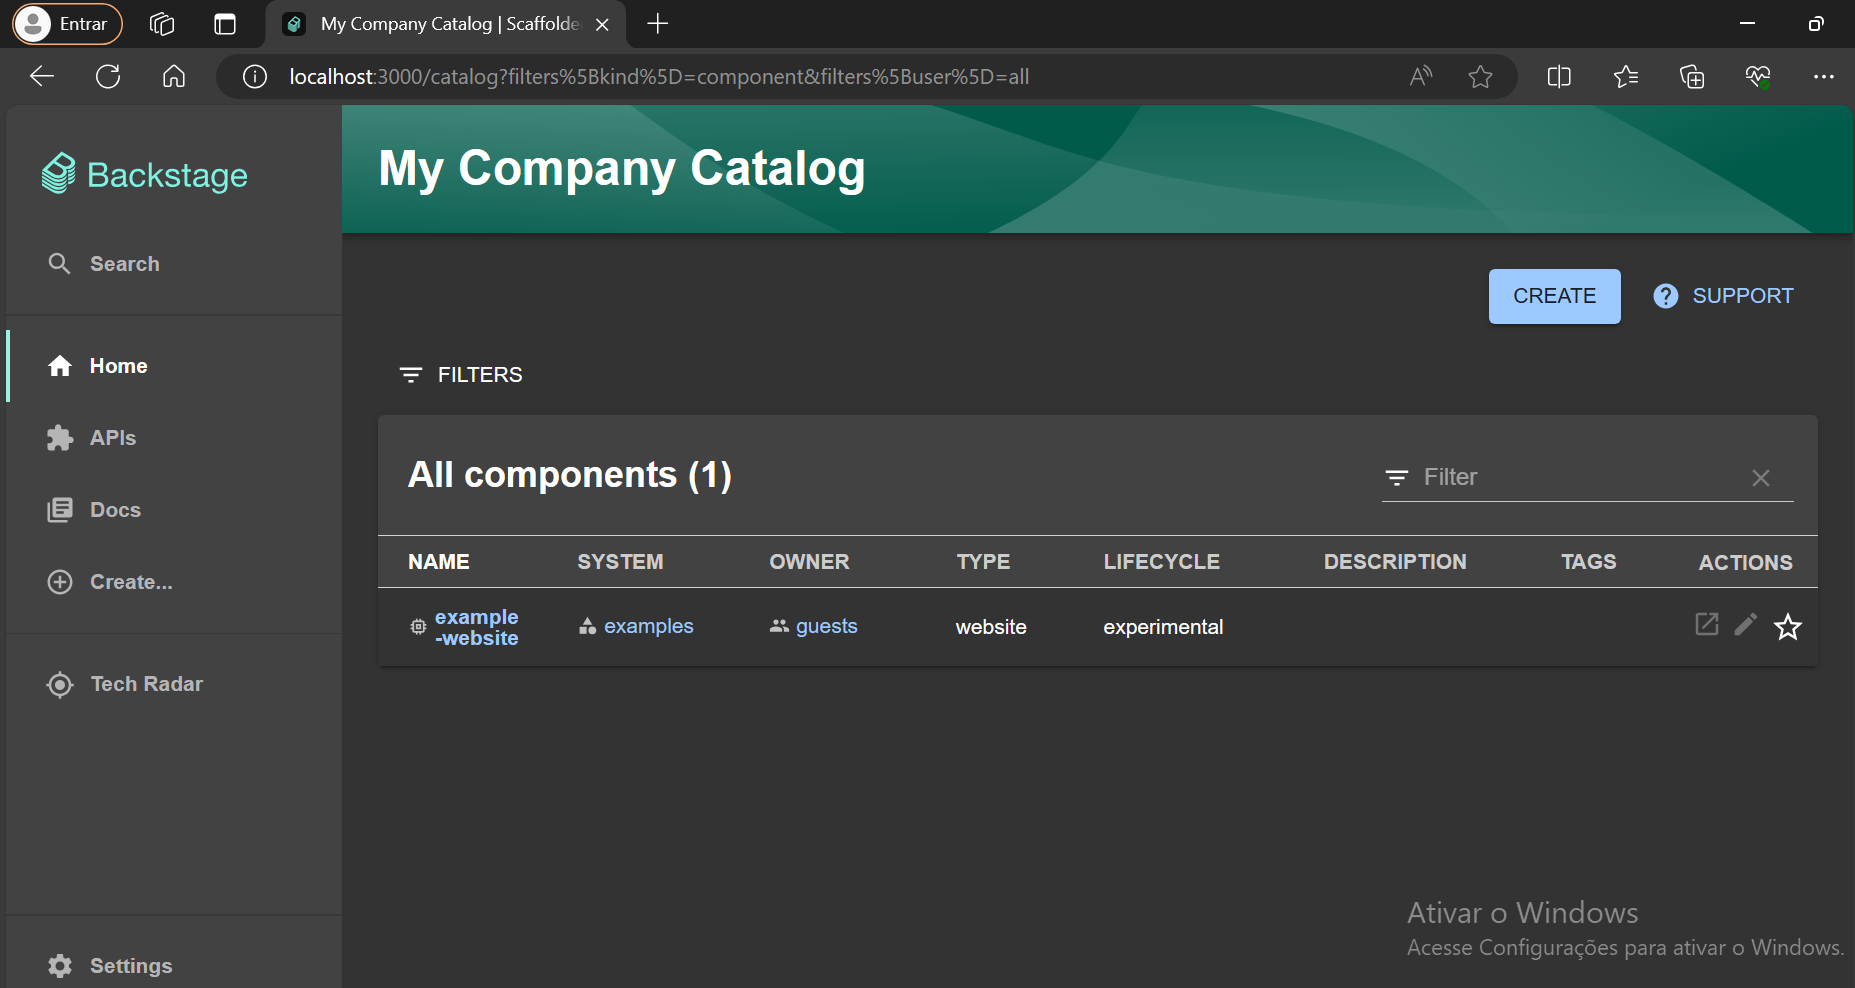 Entrar
My Company Catalog | Scaffolde
localhost:3000/catalog?filters%5Bkind%5D=component&filters%5Buser%5D=all
Backstage
My Company Catalog
Search
CREATE
SUPPORT
Home
FILTERS
APIs
All components (1)
Filter
Docs
NAME SYSTEM OWNER TYPE LIFECYCLE DESCRIPTION TAGS ACTIONS
Create...
example
-website
examples guests website experimental
Tech Radar
Ativar o Windows
Acesse Configurações para ativar o Windows.
Settings